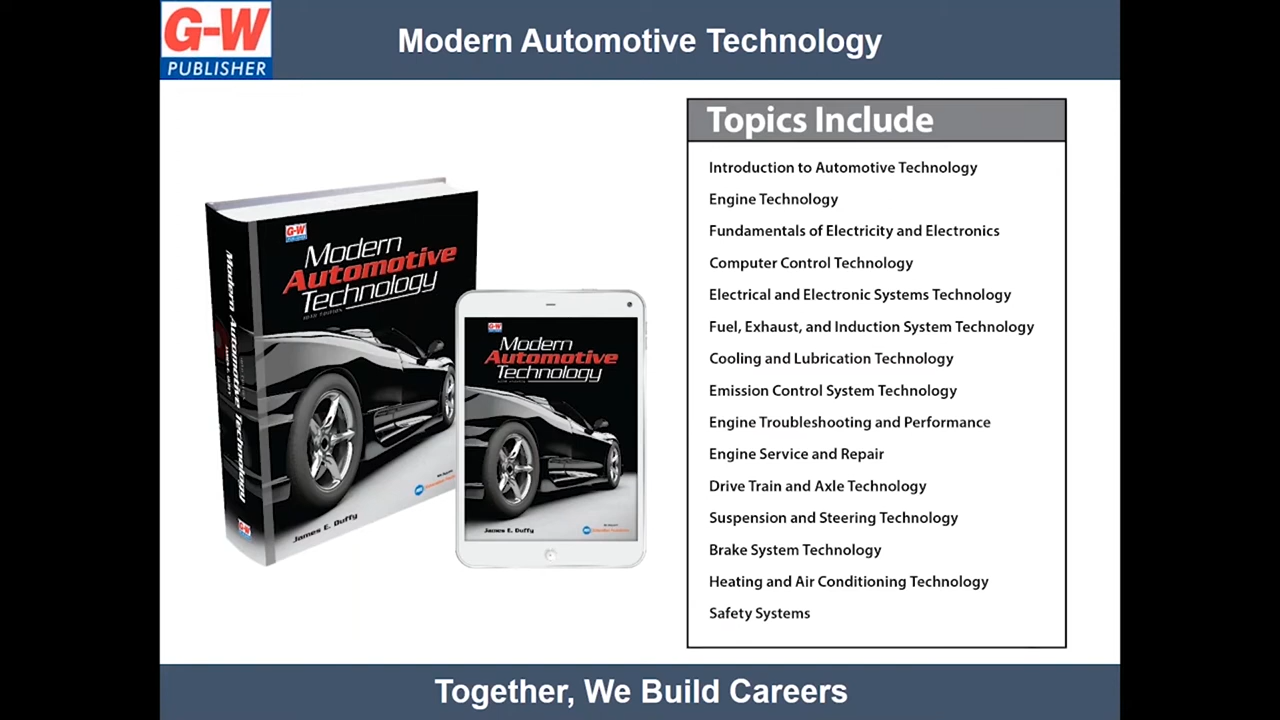 G-W
PUBLISHER
Modern Automotive Technology
Topics Include
Introduction to Automotive Technology
Engine Technology
Fundamentals of Electricity and Electronics
Computer Control Technology
Electrical and Electronic Systems Technology
Fuel, Exhaust, and Induction System Technology
Cooling and Lubrication Technology
Emission Control System Technology
Engine Troubleshooting and Performance
Engine Service and Repair
Drive Train and Axle Technology
Suspension and Steering Technology
Brake System Technology
Heating and Air Conditioning Technology
Safety Systems
G-W
Modern
Automotive
Technology
James E. Duffy
Modern Automotive Technology
G-W
G-W
Modern
Automotive
Technology
James E. Duffy
Together, We Build Careers